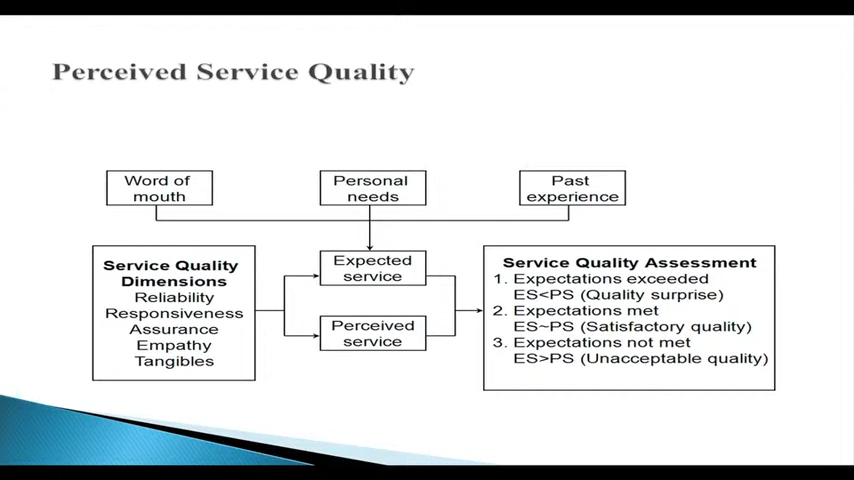 Perceived Service Quality
Word of
mouth
Personal
needs
Past
experience
Service Quality
Dimensions
Reliability
Responsiveness
Assurance
Empathy
Tangibles
Expected
service
Perceived
service
Service Quality Assessment
1. Expectations exceeded
ES<PS (Quality surprise)
2. Expectations met
ES~PS (Satisfactory quality)
3. Expectations not met
ES>PS (Unacceptable quality)